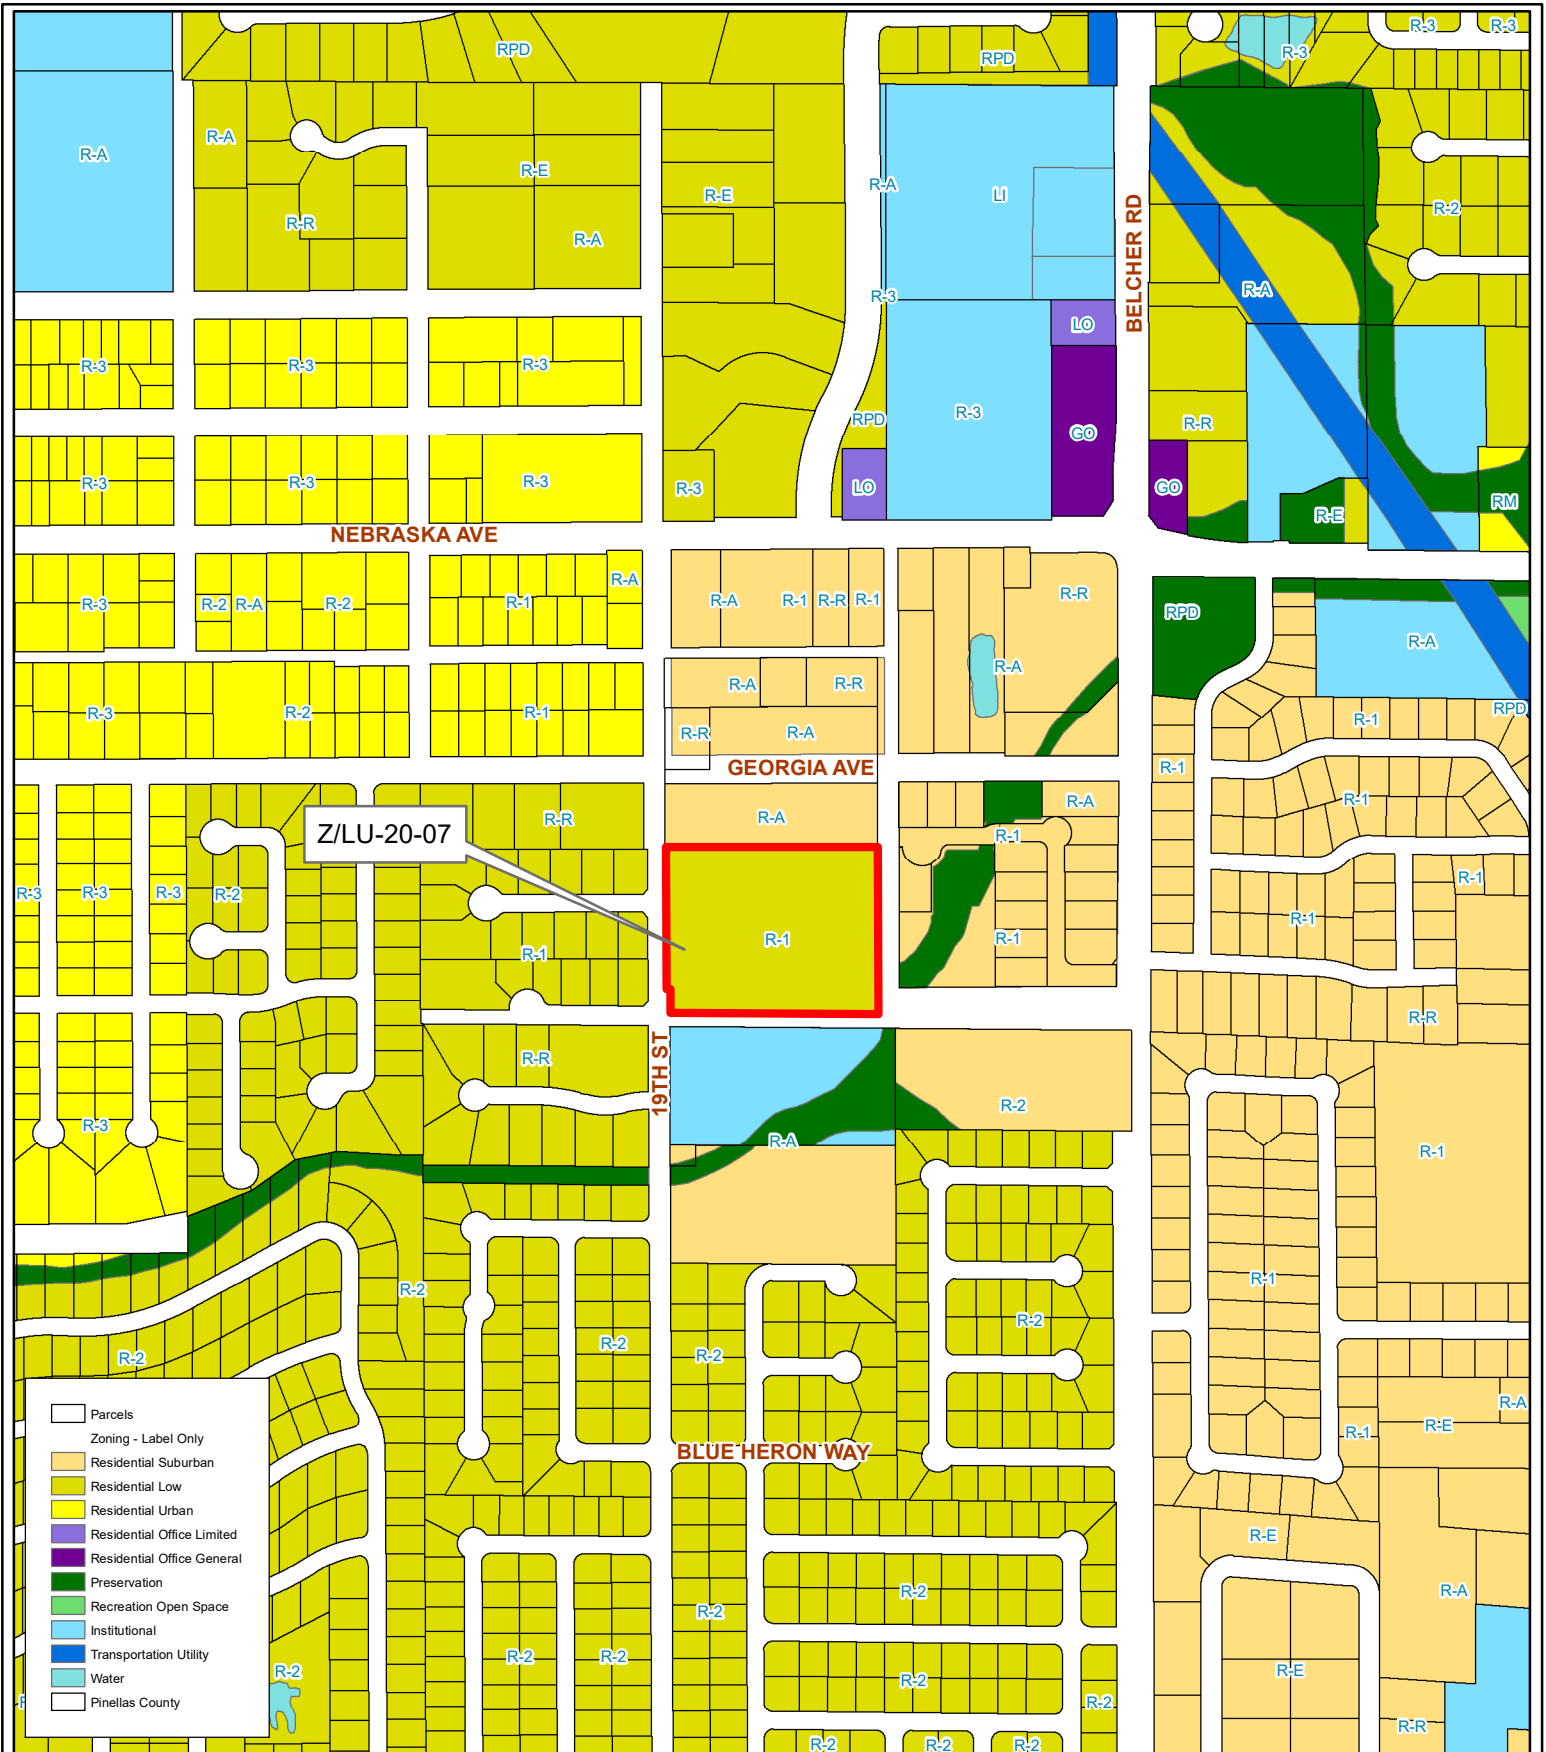 RPD
RPD
R-3
R-3
R-3
R-A
R-A
R-E
R-R
R-A
R-E
R-A
LI
R-3
BELCHER RD
R-2
R-A
LO
R-3
R-3
R-3
RPD
R-3
GO
R-R
R-3
R-3
R-3
R-3
LO
GO
R-E
RM
NEBRASKA AVE
R-3
R-2
R-A
R-2
R-1
R-A
R-A
R-1
R-R
R-1
R-R
RPD
R-A
R-3
R-2
R-1
R-A
R-R
R-A
R-R
R-A
R-1
RPD
GEORGIA AVE
R-1
R-1
R-R
R-A
R-A
R-1
Z/LU-20-07
R-3
R-3
R-3
R-2
R-1
R-1
R-1
R-1
R-1
R-R
R-R
19TH ST
R-2
R-3
R-A
R-1
R-2
R-1
R-2
R-2
R-2
R-2
R-A
R-E
R-1
BLUE HERON WAY
R-E
R-A
R-2
R-2
R-2
R-2
R-2
R-2
R-E
R-2
R-R
R-2
R-2
R-2
Parcels
Zoning - Label Only
Residential Suburban
Residential Low
Residential Urban
Residential Office Limited
Residential Office General
Preservation
Recreation Open Space
Institutional
Transportation Utility
Water
Pinellas County